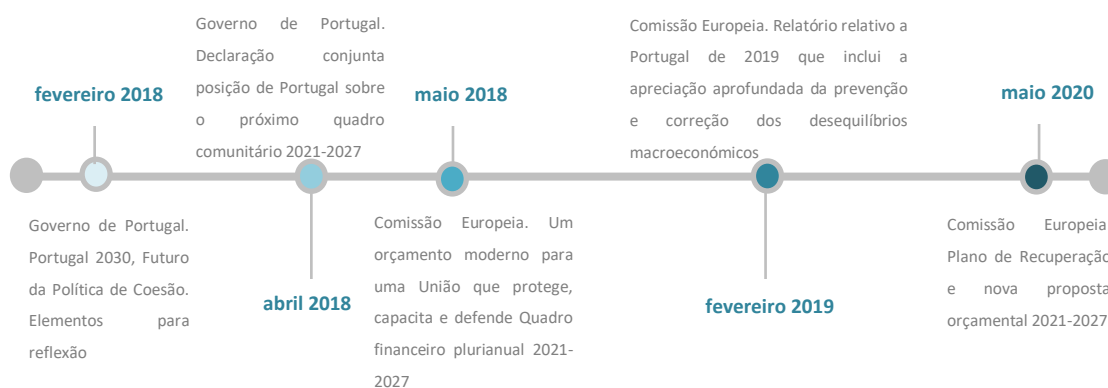 fevereiro 2018
Governo de Portugal.
Portugal 2030, Futuro
da Política de Coesão.
Elementos para
reflexão
Governo de Portugal.
Declaração conjunta
posição de Portugal sobre
o próximo quadro
comunitário 2021-2027
abril 2018
maio 2018
Comissão Europeia. Um
orçamento moderno para
uma União que protege,
capacita e defende Quadro
financeiro plurianual 2021-
2027
Comissão Europeia. Relatório relativo a
Portugal de 2019 que inclui a
apreciação aprofundada da prevenção
e correção dos desequilíbrios
macroeconómicos
fevereiro 2019
maio 2020
Comissão Europeia
Plano de Recuperação
e nova proposta
orçamental 2021-2027